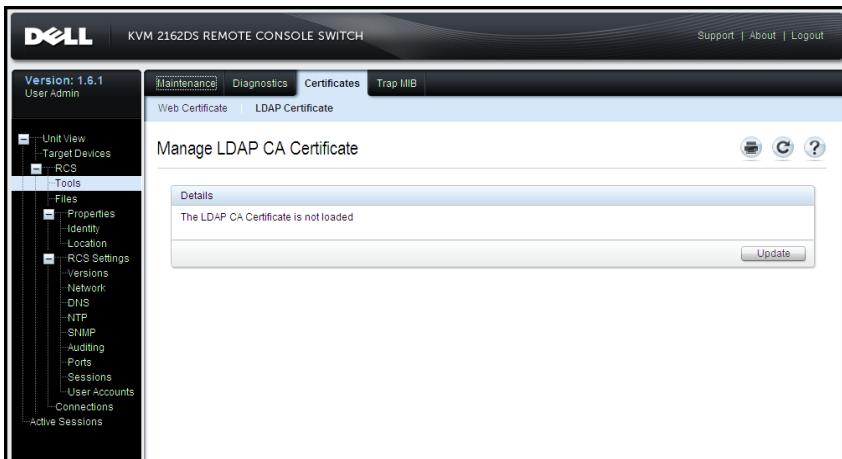 DELL KVM 2162DS REMOTE CONSOLE SWITCH Support | About | Logout
Version: 1.6.1
User Admin
Maintenance Diagnostics Certificates Trap MIB
Web Certificate LDAP Certificate
Unit View
Target Devices
RCS
Tools
Files
Properties
Identity
Location
RCS Settings
Versions
Network
DNS
NTP
SNMP
Auditing
Ports
Sessions
User Accounts
Connections
Active Sessions
Manage LDAP CA Certificate ?
Details
The LDAP CA Certificate is not loaded
Update